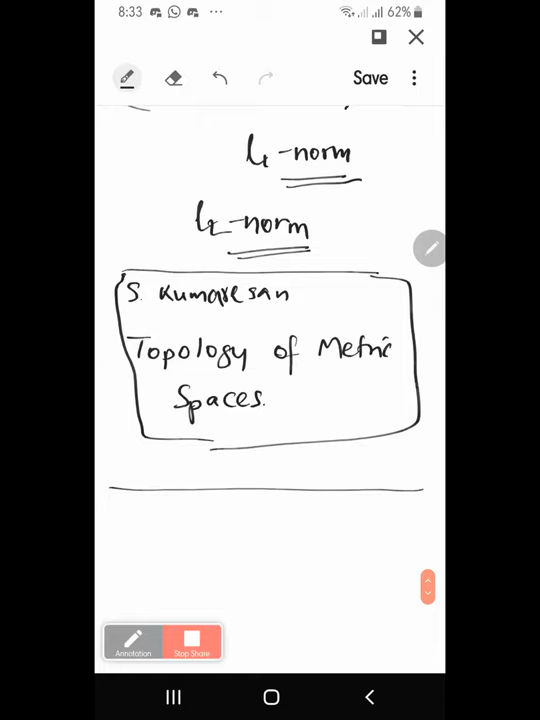 8:33 62%
Save
l₁-norm
l₂-norm
S. Kumaresan
Topology of Metric
Spaces.
Annotation Stop Share